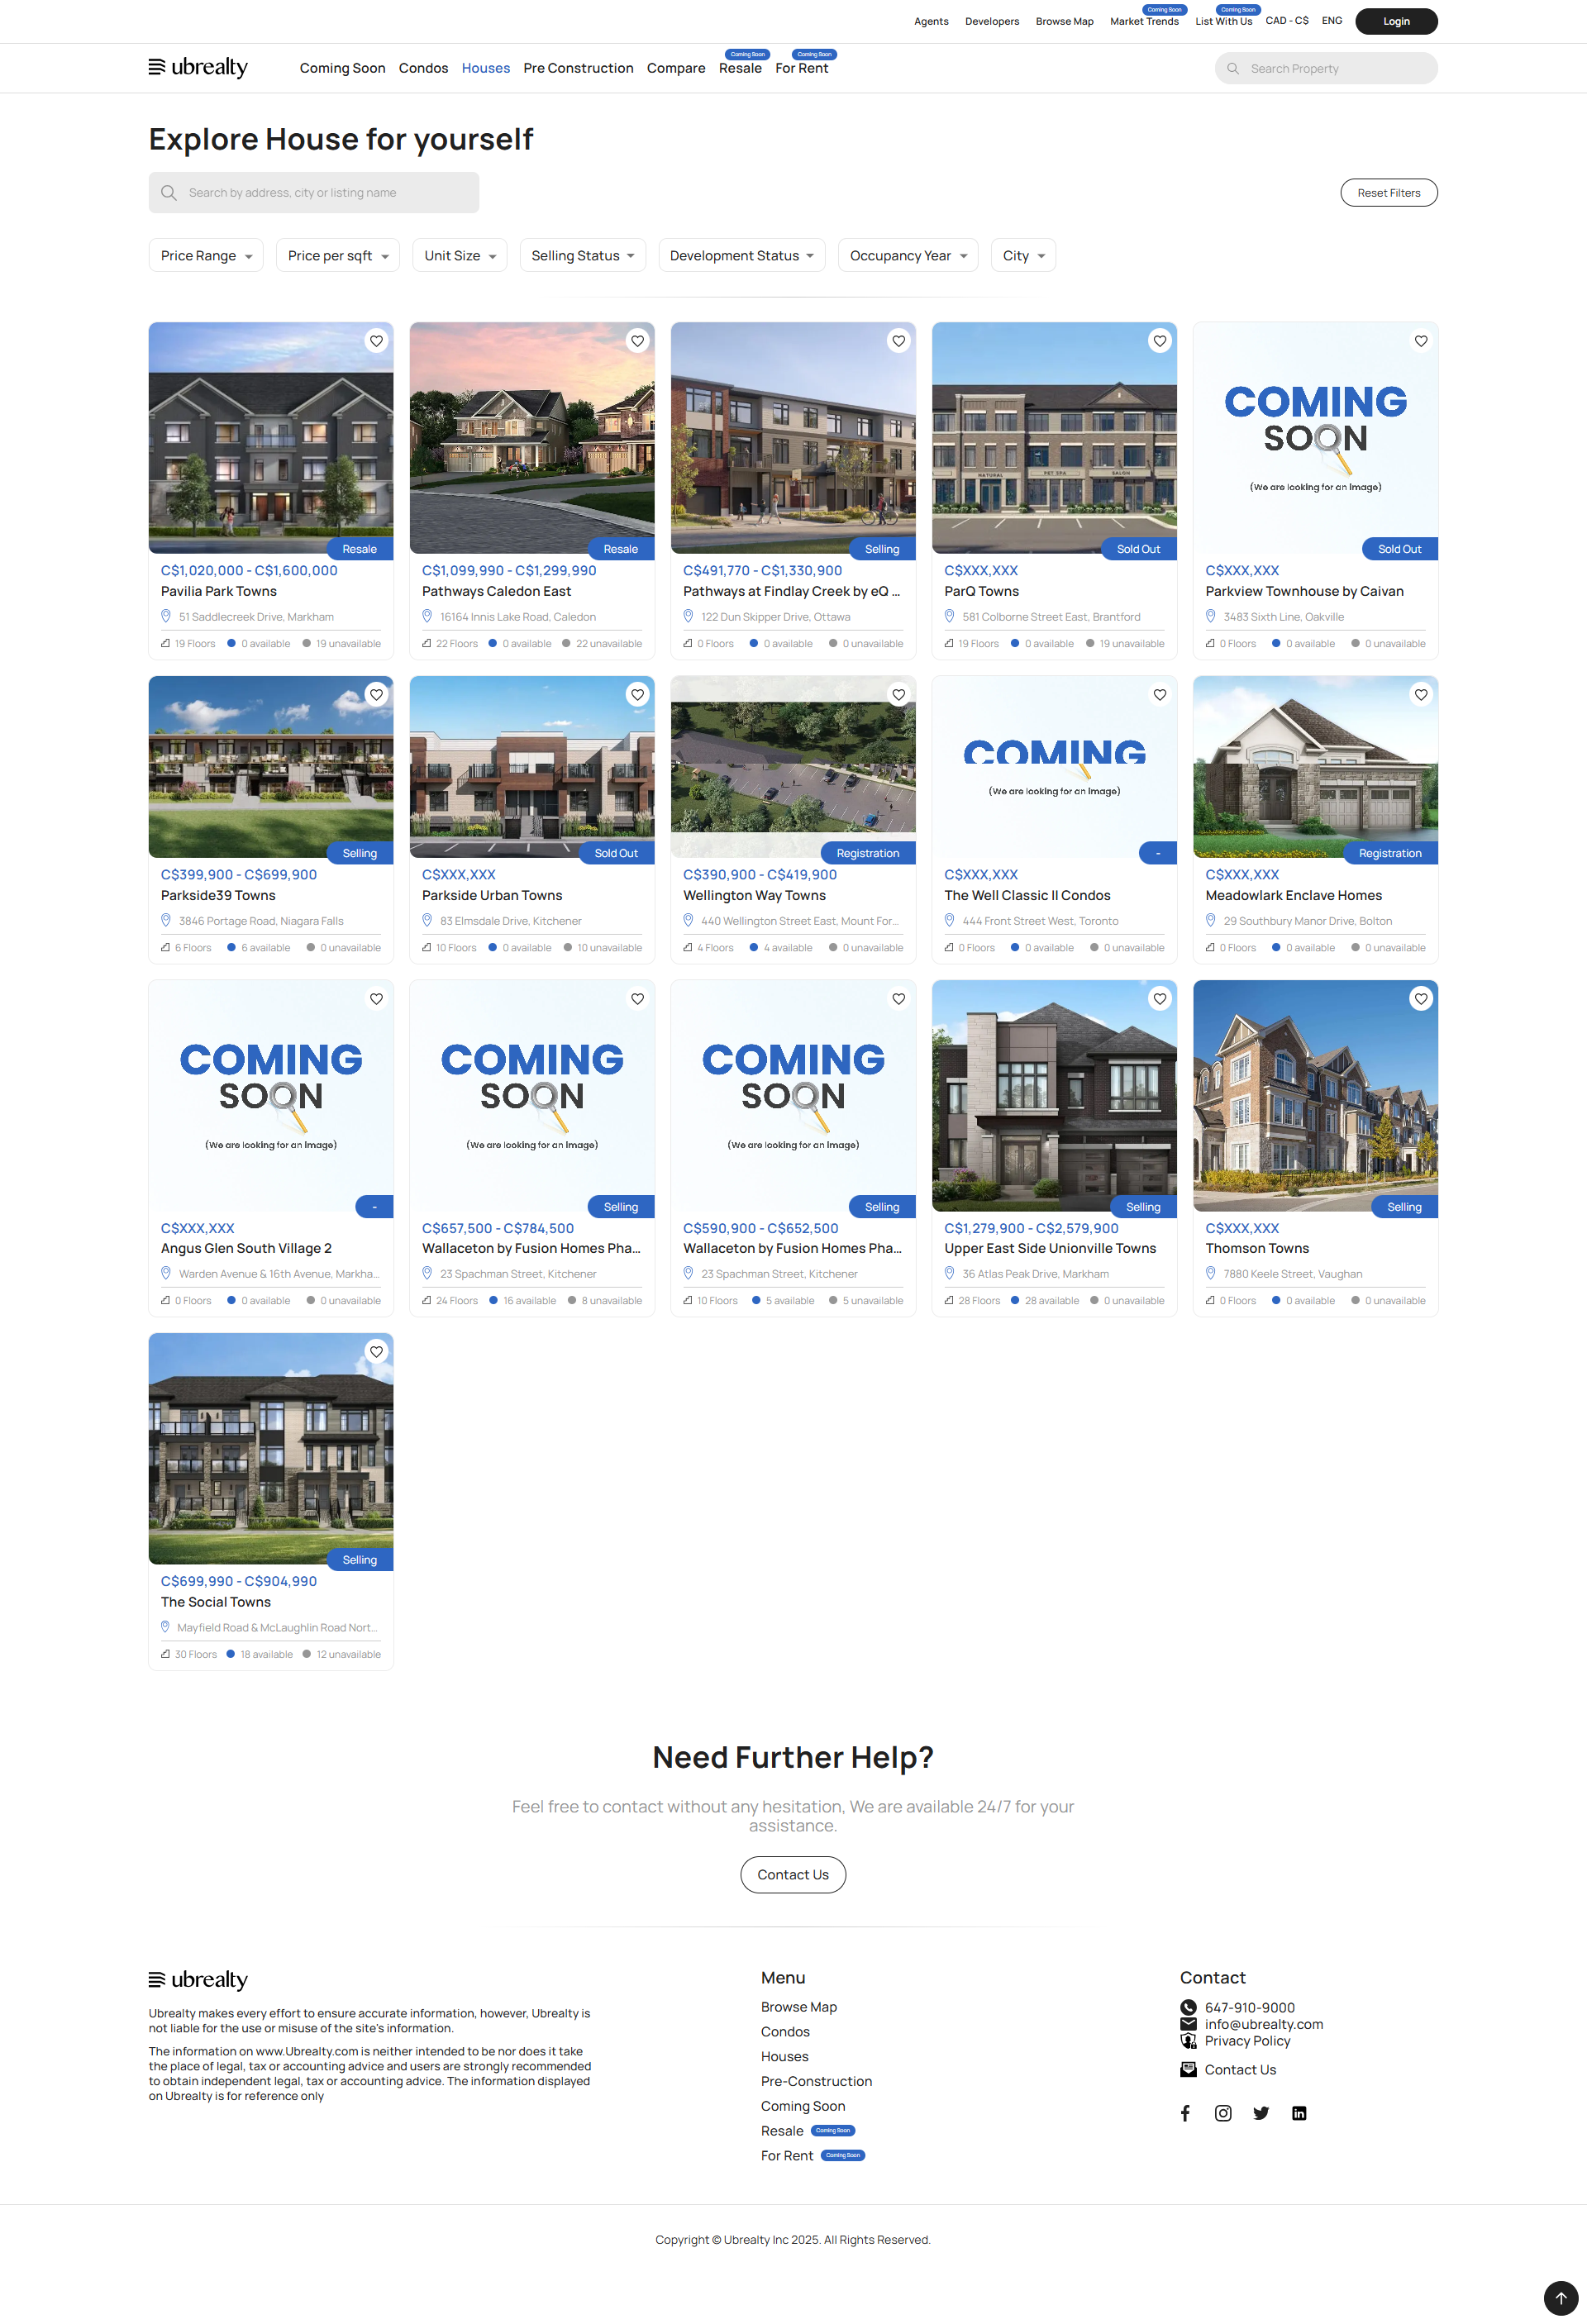 Agents
Developers
Browse Map
Coming Soon
Market Trends
Coming Soon
List With Us
CAD - C$
ENG
Login
ubrealty
Coming Soon
Condos
Houses
Pre Construction
Compare
Coming Soon
Resale
Coming Soon
For Rent
Search Property
Explore House for yourself
Search by address, city or listing name
Reset Filters
Price Range
Price per sqft
Unit Size
Selling Status
Development Status
Occupancy Year
City
Resale
C$1,020,000 - C$1,600,000
Pavilia Park Towns
51 Saddlecreek Drive, Markham
19 Floors 0 available 19 unavailable
Resale
C$1,099,990 - C$1,299,990
Pathways Caledon East
16164 Innis Lake Road, Caledon
22 Floors 0 available 22 unavailable
Selling
C$491,770 - C$1,330,900
Pathways at Findlay Creek by eQ ...
122 Dun Skipper Drive, Ottawa
0 Floors 0 available 0 unavailable
NATURAL
PET SPA
SALON
Sold Out
C$XXX,XXX
ParQ Towns
581 Colborne Street East, Brantford
19 Floors 0 available 19 unavailable
COMING
SOON
(We are looking for an Image)
Sold Out
C$XXX,XXX
Parkview Townhouse by Caivan
3483 Sixth Line, Oakville
0 Floors 0 available 0 unavailable
Selling
C$399,900 - C$699,900
Parkside39 Towns
3846 Portage Road, Niagara Falls
6 Floors 6 available 0 unavailable
Sold Out
C$XXX,XXX
Parkside Urban Towns
83 Elmsdale Drive, Kitchener
10 Floors 0 available 10 unavailable
Registration
C$390,900 - C$419,900
Wellington Way Towns
440 Wellington Street East, Mount For...
4 Floors 4 available 0 unavailable
COMING
(We are looking for an Image)
-
C$XXX,XXX
The Well Classic II Condos
444 Front Street West, Toronto
0 Floors 0 available 0 unavailable
Registration
C$XXX,XXX
Meadowlark Enclave Homes
29 Southbury Manor Drive, Bolton
0 Floors 0 available 0 unavailable
COMING
SOON
(We are looking for an Image)
-
C$XXX,XXX
Angus Glen South Village 2
Warden Avenue & 16th Avenue, Markha...
0 Floors 0 available 0 unavailable
COMING
SOON
(We are looking for an Image)
Selling
C$657,500 - C$784,500
Wallaceton by Fusion Homes Pha...
23 Spachman Street, Kitchener
24 Floors 16 available 8 unavailable
COMING
SOON
(We are looking for an Image)
Selling
C$590,900 - C$652,500
Wallaceton by Fusion Homes Pha...
23 Spachman Street, Kitchener
10 Floors 5 available 5 unavailable
Selling
C$1,279,900 - C$2,579,900
Upper East Side Unionville Towns
36 Atlas Peak Drive, Markham
28 Floors 28 available 0 unavailable
Selling
C$XXX,XXX
Thomson Towns
7880 Keele Street, Vaughan
0 Floors 0 available 0 unavailable
Selling
C$699,990 - C$904,990
The Social Towns
Mayfield Road & McLaughlin Road Nort...
30 Floors 18 available 12 unavailable
Need Further Help?
Feel free to contact without any hesitation, We are available 24/7 for your
assistance.
Contact Us
ubrealty
Ubrealty makes every effort to ensure accurate information, however, Ubrealty is
not liable for the use or misuse of the site's information.
The information on www.Ubrealty.com is neither intended to be nor does it take
the place of legal, tax or accounting advice and users are strongly recommended
to obtain independent legal, tax or accounting advice. The information displayed
on Ubrealty is for reference only
Menu
Browse Map
Condos
Houses
Pre-Construction
Coming Soon
Resale Coming Soon
For Rent Coming Soon
Contact
647-910-9000
info@ubrealty.com
Privacy Policy
Contact Us
Copyright © Ubrealty Inc 2025. All Rights Reserved.